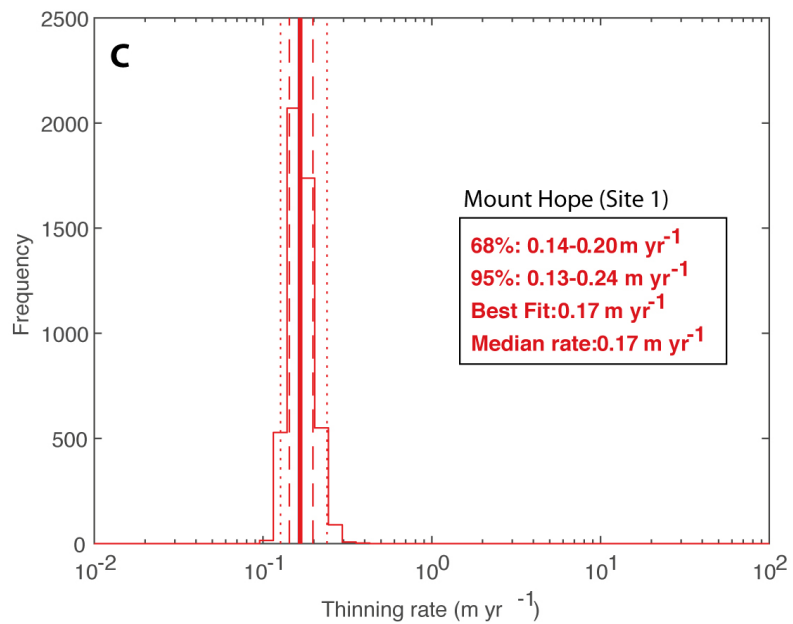 C
2500
2000
1500
1000
500
0
Frequency
Mount Hope (Site 1)
68%: 0.14-0.20m yr-1
95%: 0.13-0.24 m yr-1
Best Fit:0.17 m yr-1
Median rate:0.17 m yr-1
10-2 10-1 100 101 102
Thinning rate (m yr -1)